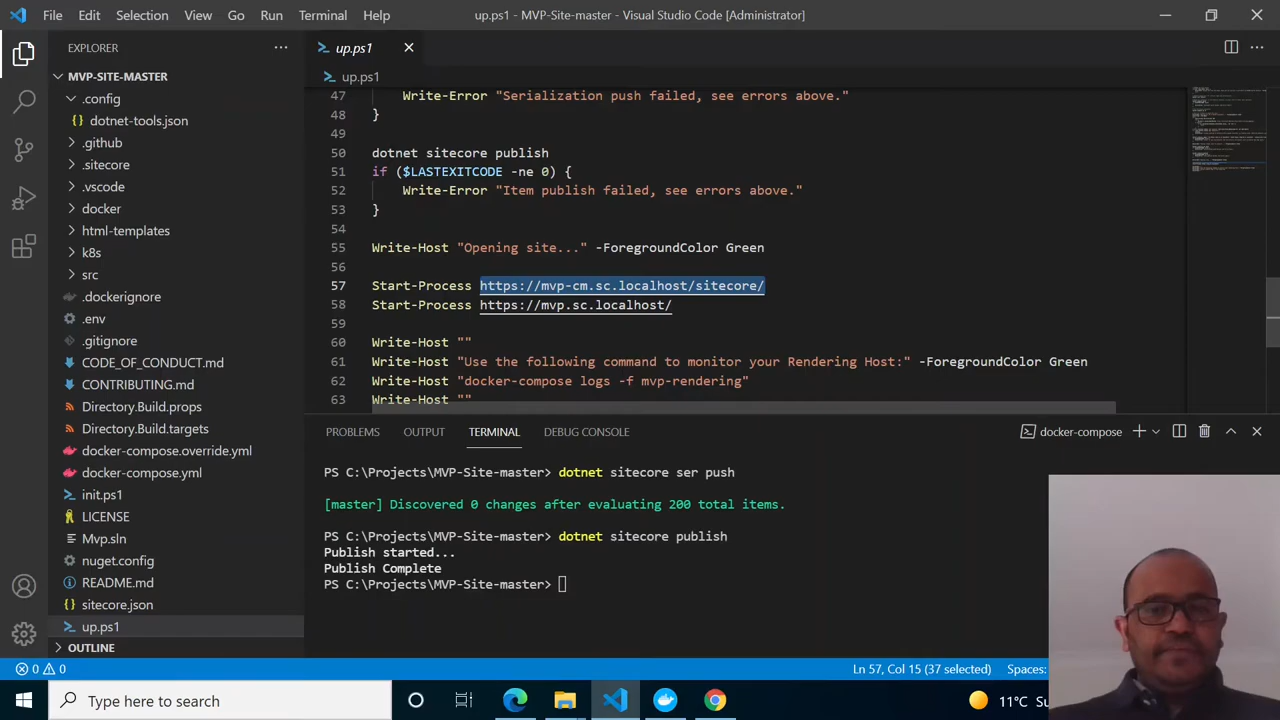 File Edit Selection View Go Run Terminal Help up.ps1 - MVP-Site-master - Visual Studio Code [Administrator]
EXPLORER
MVP-SITE-MASTER
.config
{} dotnet-tools.json
.github
.sitecore
.vscode
docker
html-templates
k8s
src
.dockerignore
.env
.gitignore
CODE_OF_CONDUCT.md
CONTRIBUTING.md
Directory.Build.props
Directory.Build.targets
docker-compose.override.yml
docker-compose.yml
init.ps1
LICENSE
Mvp.sln
nuget.config
README.md
{} sitecore.json
up.ps1
OUTLINE
up.ps1
up.ps1
47 Write-Error "Serialization push failed, see errors above."
48 }
49
50 dotnet sitecore publish
51 if ($LASTEXITCODE -ne 0) {
52 Write-Error "Item publish failed, see errors above."
53 }
54
55 Write-Host "Opening site..." -ForegroundColor Green
56
57 Start-Process https://mvp-cm.sc.localhost/sitecore/
58 Start-Process https://mvp.sc.localhost/
59
60 Write-Host ""
61 Write-Host "Use the following command to monitor your Rendering Host:" -ForegroundColor Green
62 Write-Host "docker-compose logs -f mvp-rendering"
63 Write-Host ""
PROBLEMS OUTPUT TERMINAL DEBUG CONSOLE docker-compose
PS C:\Projects\MVP-Site-master> dotnet sitecore ser push
[master] Discovered 0 changes after evaluating 200 total items.
PS C:\Projects\MVP-Site-master> dotnet sitecore publish
Publish started...
Publish Complete
PS C:\Projects\MVP-Site-master>
0 0 Ln 57, Col 15 (37 selected) Spaces:
Type here to search 11°C Su